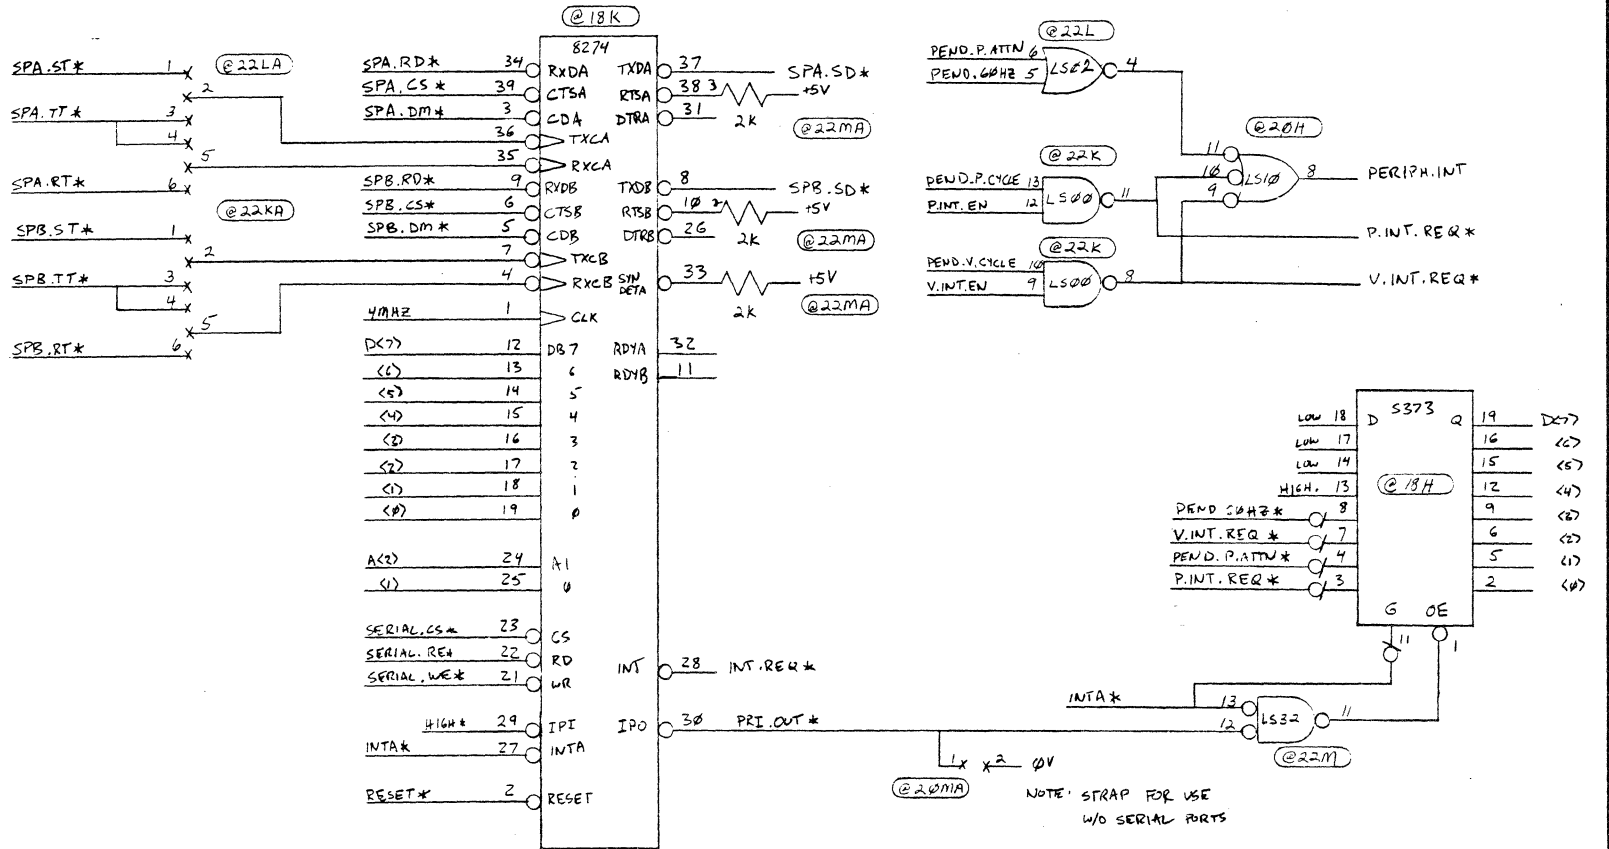 @18K
8274
@22LA
SPA.ST* 1
2
SPA.TT* 3
4
5
SPA.RT* 6
@22KA
SPB.ST* 1
2
SPB.TT* 3
4
5
SPB.RT* 6
SPA.RD* 34 RXDA
SPA.CS* 39 CTSA
SPA.DM* 3 CDA
36 TXCA
35 RXCA
SPB.RD* 9 RXDB
SPB.CS* 6 CTSB
SPB.DM* 5 CDB
7 TXCB
4 RXCB
4MHZ 1 CLK
D<7> 12 DB7
<6> 13 6
<5> 14 5
<4> 15 4
<3> 16 3
<2> 17 2
<1> 18 1
<0> 19 0
A<2> 24 A1
<1> 25 0
SERIAL.CS* 23 CS
SERIAL.RE* 22 RD
SERIAL.WE* 21 WR
HIGH* 29 IPI
INTA* 27 INTA
RESET* 2 RESET
TXDA 37 SPA.SD*
RTSA 38 3 +5V
DTRA 31 2K @22MA
TXDB 8 SPB.SD*
RTSB 10 2 +5V
DTRB 26 2K @22MA
SYN DETA 33 +5V
2K @22MA
RDYA 32
RDYB 11
INT 28 INT.REQ*
IPO 30 PRI.OUT*
1 2 0V
@20MA
NOTE: STRAP FOR USE
W/O SERIAL PORTS
@22L
PEND.P.ATTN 6
PEND.60HZ 5
LS02 4
@22K
PEND.P.CYCLE 13
P.INT.EN 12
LS00 11
@22K
PEND.V.CYCLE 10
V.INT.EN 9
LS00 8
@20H
11
10
9
LS10 8 PERIPH.INT
P.INT.REQ*
V.INT.REQ*
S373
@18H
LOW 18 D Q 19 D<7>
LOW 17 16 <6>
LOW 14 15 <5>
HIGH. 13 12 <4>
PEND 8 9 <3>
V.INT.REQ* 7 6 <2>
PEND.P.ATTN* 4 5 <1>
P.INT.REQ* 3 2 <0>
G OE
11 1
INTA* 13
12
LS32 11
@22M